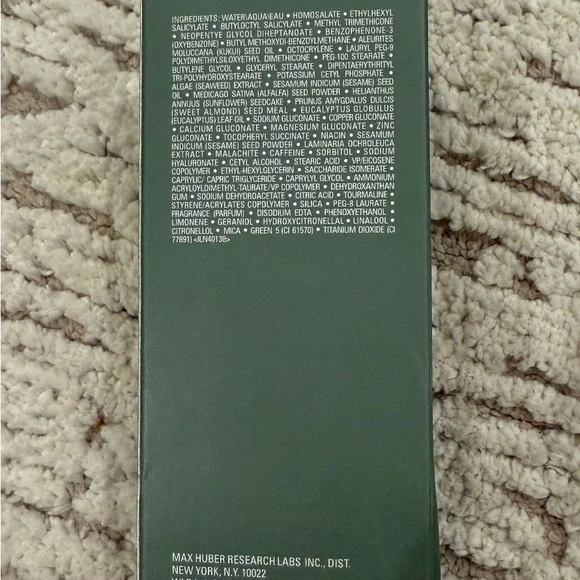 INGREDIENTS: WATER\AQUA\EAU • HOMOSALATE • ETHYLHEXYL
SALICYLATE • BUTYLOCTYL SALICYLATE • METHYL TRIMETHICONE
• NEOPENTYE GLYCOL DIHEPTANOATE • BENZOPHENONE-3
(OXYBENZONE) • BUTYL METHOXYDI-BENZOYLMETHANE • ALEURITES
MOLUCCANA (KUKUI) SEED OIL • OCTOCRYLENE • LAURYL PEG-9
POLYDIMETHYLSILOXYETHYL DIMETHICONE • PEG-100 STEARATE •
BUTYLENE GLYCOL • GLYCERYL STEARATE • DIPENTAERYTHRITYL
TRI-POLYHYDROXYSTEARATE • POTASSIUM CETYL PHOSPHATE •
ALGAE (SEAWEED) EXTRACT • SESAMUM INDICUM (SESAME) SEED
OIL • MEDICAGO SATIVA (ALFALFA) SEED POWDER • HELIANTHUS
ANNUUS (SUNFLOWER) SEEDCAKE • PRUNUS AMYGDALUS DULCIS
(SWEET ALMOND) SEED MEAL • EUCALYPTUS GLOBULUS
(EUCALYPTUS) LEAF OIL • SODIUM GLUCONATE • COPPER GLUCONATE
• CALCIUM GLUCONATE • MAGNESIUM GLUCONATE • ZINC
GLUCONATE • TOCOPHERYL SUCCINATE • NIACIN • SESAMUM
INDICUM (SESAME) SEED POWDER • LAMINARIA OCHROLEUCA
EXTRACT • MALACHITE • CAFFEINE • SORBITOL • SODIUM
HYALURONATE • CETYL ALCOHOL • STEARIC ACID • VP/EICOSENE
COPOLYMER • ETHYL-HEXYLGLYCERIN • SACCHARIDE ISOMERATE •
CAPRYLIC/ CAPRIC TRIGLYCERIDE • CAPRYLYL GLYCOL • AMMONIUM
ACRYLOYLDIMETHYL-TAURATE/VP COPOLYMER • DEHYDROXANTHAN
GUM • SODIUM DEHYDROACETATE • CITRIC ACID • TOURMALINE •
STYRENE/ACRYLATES COPOLYMER • SILICA • PEG-8 LAURATE •
FRAGRANCE (PARFUM) • DISODIUM EDTA • PHENOXYETHANOL •
LIMONENE • GERANIOL • HYDROXYCITRONELLAL • LINALOOL •
CITRONELLOL • MICA • GREEN 5 (CI 61570) • TITANIUM DIOXIDE (CI
77891) <ILN40138>
MAX HUBER RESEARCH LABS INC., DIST.
NEW YORK, N.Y. 10022